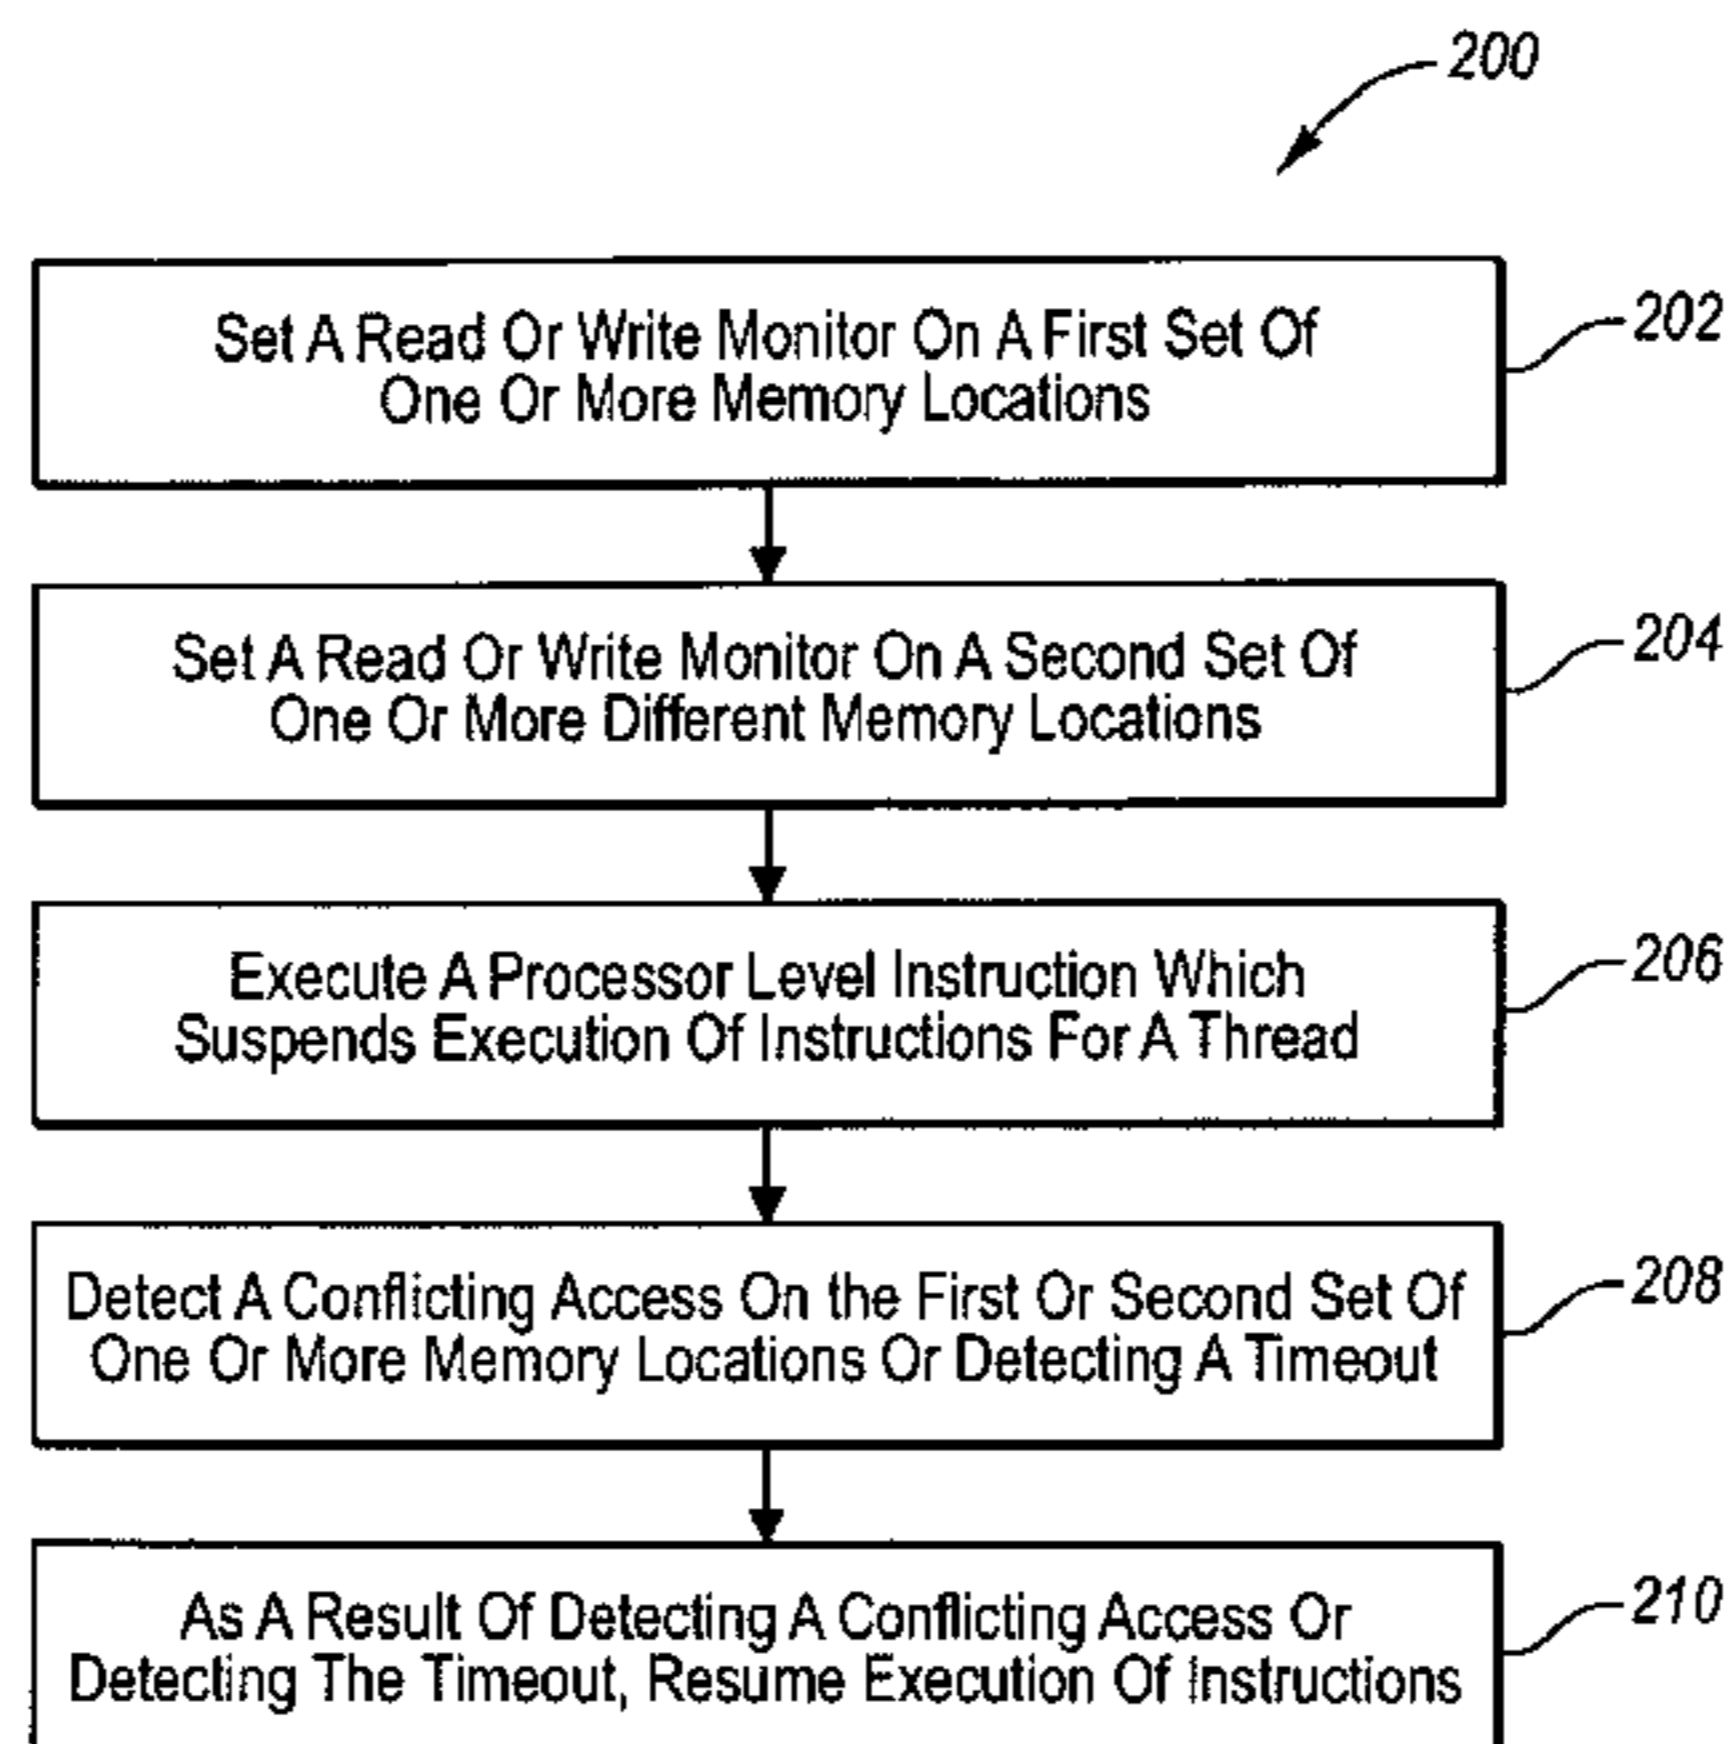 200
Set A Read Or Write Monitor On A First Set Of
One Or More Memory Locations
202
Set A Read Or Write Monitor On A Second Set Of
One Or More Different Memory Locations
204
Execute A Processor Level Instruction Which
Suspends Execution Of Instructions For A Thread
206
Detect A Conflicting Access On the First Or Second Set Of
One Or More Memory Locations Or Detecting A Timeout
208
As A Result Of Detecting A Conflicting Access Or
Detecting The Timeout, Resume Execution Of Instructions
210